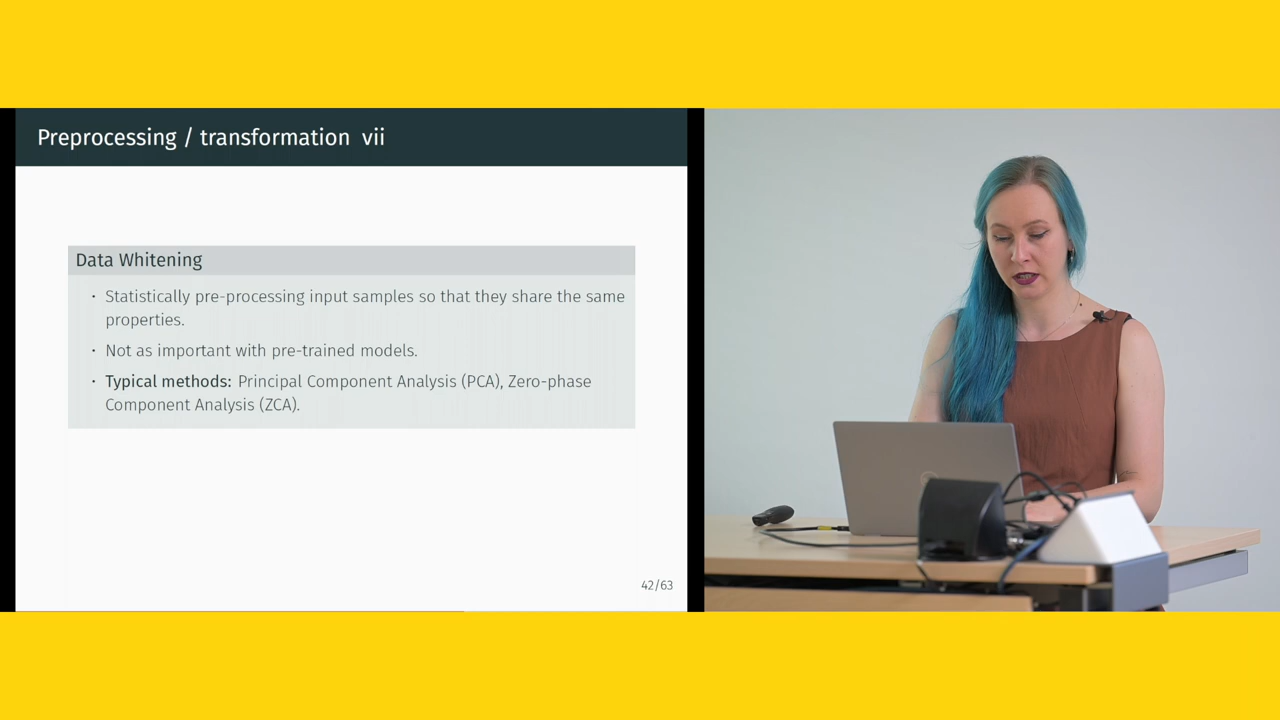 Preprocessing / transformation vii
Data Whitening
· Statistically pre-processing input samples so that they share the same
properties.
· Not as important with pre-trained models.
· Typical methods: Principal Component Analysis (PCA), Zero-phase
Component Analysis (ZCA).
42/63